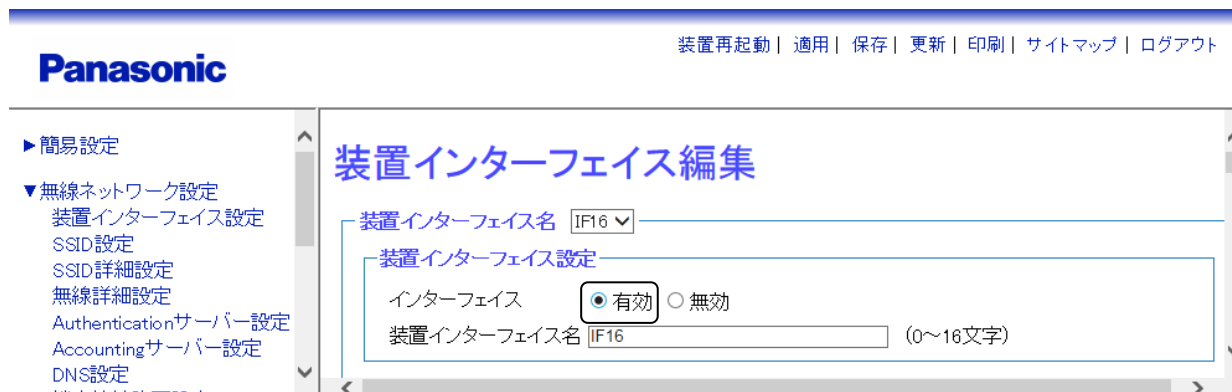 装置再起動| 適用| 保存| 更新| 印刷| サイトマップ| ログアウト
Panasonic
▶簡易設定
▼無線ネットワーク設定
装置インターフェイス設定
SSID設定
SSID詳細設定
無線詳細設定
Authenticationサーバー設定
Accountingサーバー設定
DNS設定
装置インターフェイス編集
装置インターフェイス名 IF16
装置インターフェイス設定
インターフェイス 有効 無効
装置インターフェイス名 IF16 (0～16文字)